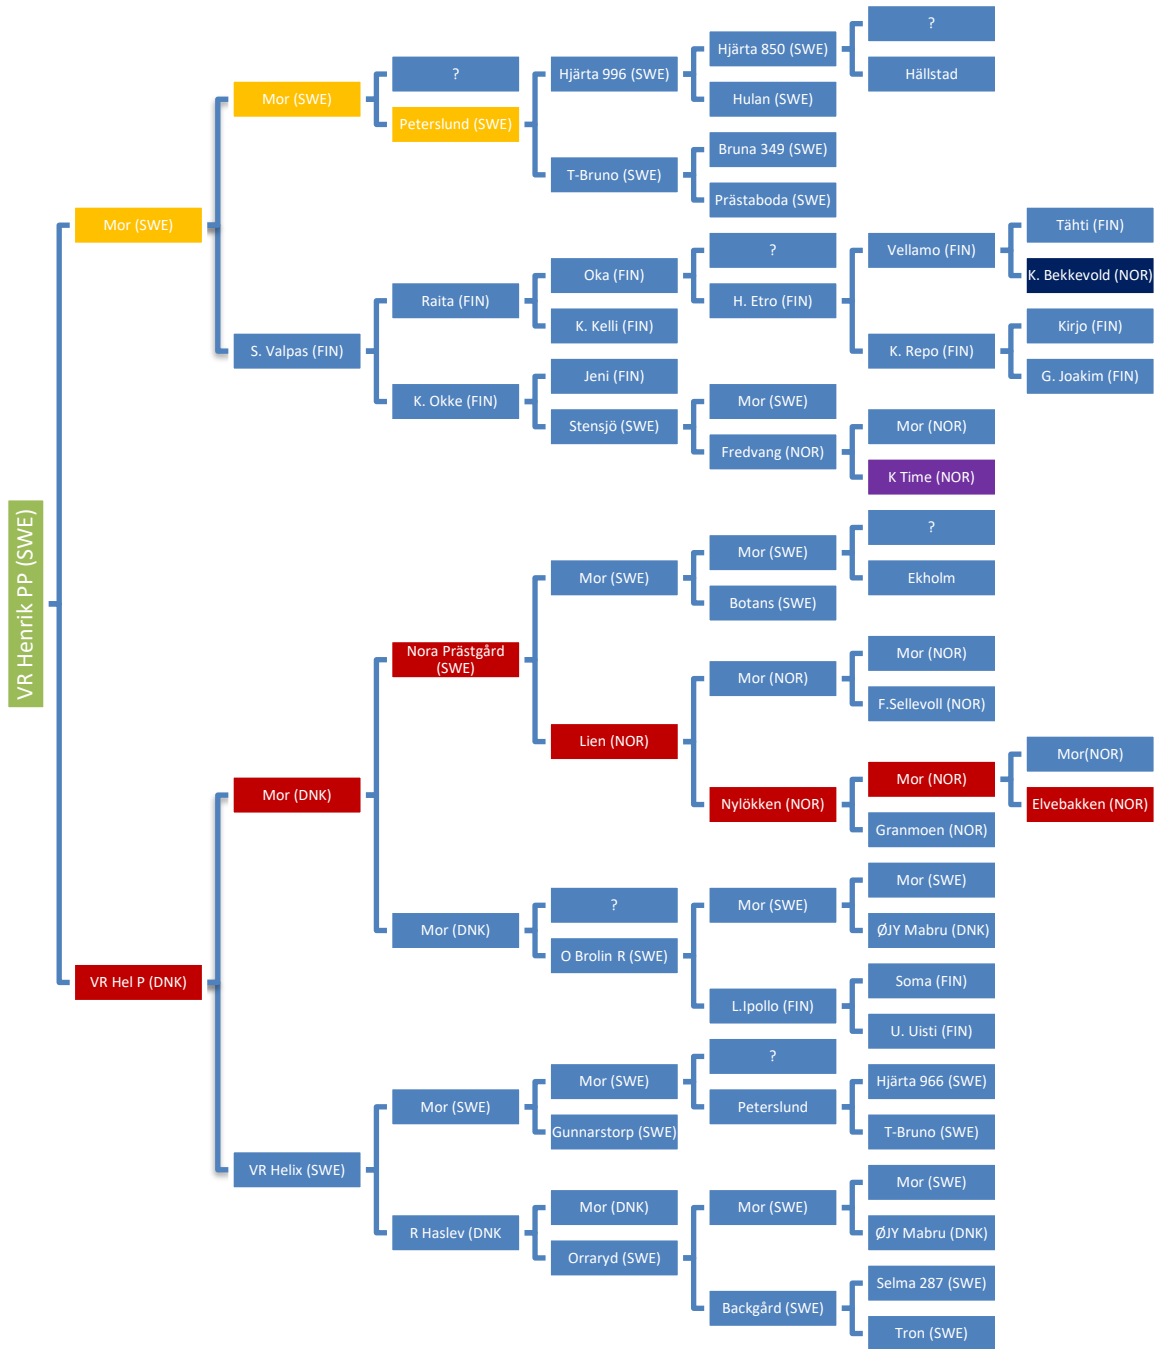 ?
Hjärta 850 (SWE)
?
Hjärta 996 (SWE)
Hällstad
Mor (SWE)
Hulan (SWE)
Peterslund (SWE)
Bruna 349 (SWE)
T-Bruno (SWE)
Prästaboda (SWE)
Mor (SWE)
Tähti (FIN)
?
Vellamo (FIN)
Oka (FIN)
K. Bekkevold (NOR)
Raita (FIN)
H. Etro (FIN)
K. Kelli (FIN)
Kirjo (FIN)
S. Valpas (FIN)
K. Repo (FIN)
Jeni (FIN)
G. Joakim (FIN)
K. Okke (FIN)
Mor (SWE)
Stensjö (SWE)
Mor (NOR)
Fredvang (NOR)
K Time (NOR)
VR Henrik PP (SWE)
?
Mor (SWE)
Mor (SWE)
Ekholm
Botans (SWE)
Nora Prästgård
(SWE)
Mor (NOR)
Mor (NOR)
F.Sellevoll (NOR)
Lien (NOR)
Mor(NOR)
Mor (NOR)
Mor (DNK)
Nylökken (NOR)
Elvebakken (NOR)
Granmoen (NOR)
Mor (SWE)
?
Mor (SWE)
Mor (DNK)
ØJY Mabru (DNK)
O Brolin R (SWE)
VR Hel P (DNK)
Soma (FIN)
L.Ipollo (FIN)
U. Uisti (FIN)
?
Mor (SWE)
Hjärta 966 (SWE)
Mor (SWE)
Peterslund
Gunnarstorp (SWE)
T-Bruno (SWE)
VR Helix (SWE)
Mor (SWE)
Mor (DNK)
Mor (SWE)
R Haslev (DNK
ØJY Mabru (DNK)
Orraryd (SWE)
Selma 287 (SWE)
Backgård (SWE)
Tron (SWE)